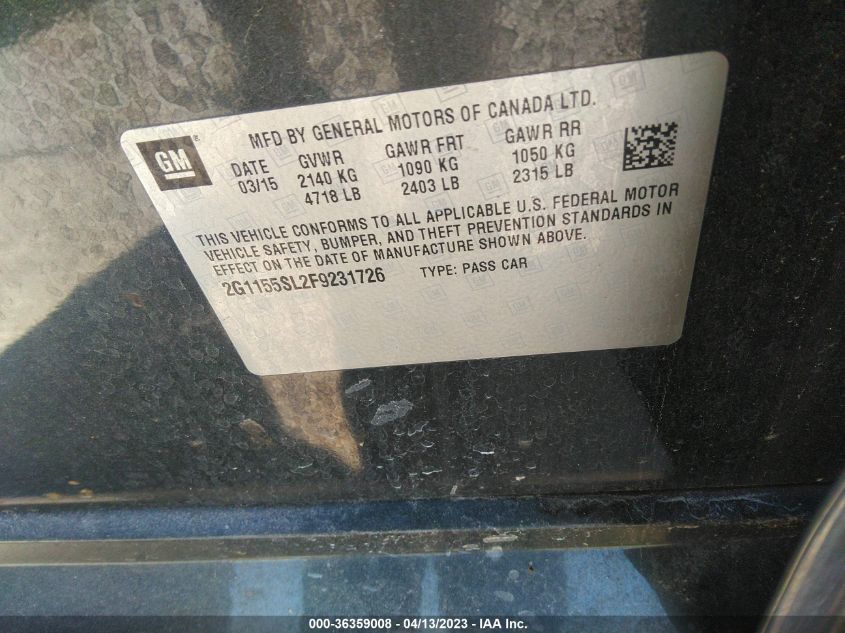 MFD BY GENERAL MOTORS OF CANADA LTD.
GM
DATE GVWR GAWR FRT GAWR RR
03/15 2140 KG 1090 KG 1050 KG
4718 LB 2403 LB 2315 LB
THIS VEHICLE CONFORMS TO ALL APPLICABLE U.S. FEDERAL MOTOR
VEHICLE SAFETY, BUMPER, AND THEFT PREVENTION STANDARDS IN
EFFECT ON THE DATE OF MANUFACTURE SHOWN ABOVE.
2G1155SL2F9231726 TYPE: PASS CAR
000-36359008 - 04/13/2023 - IAA Inc.